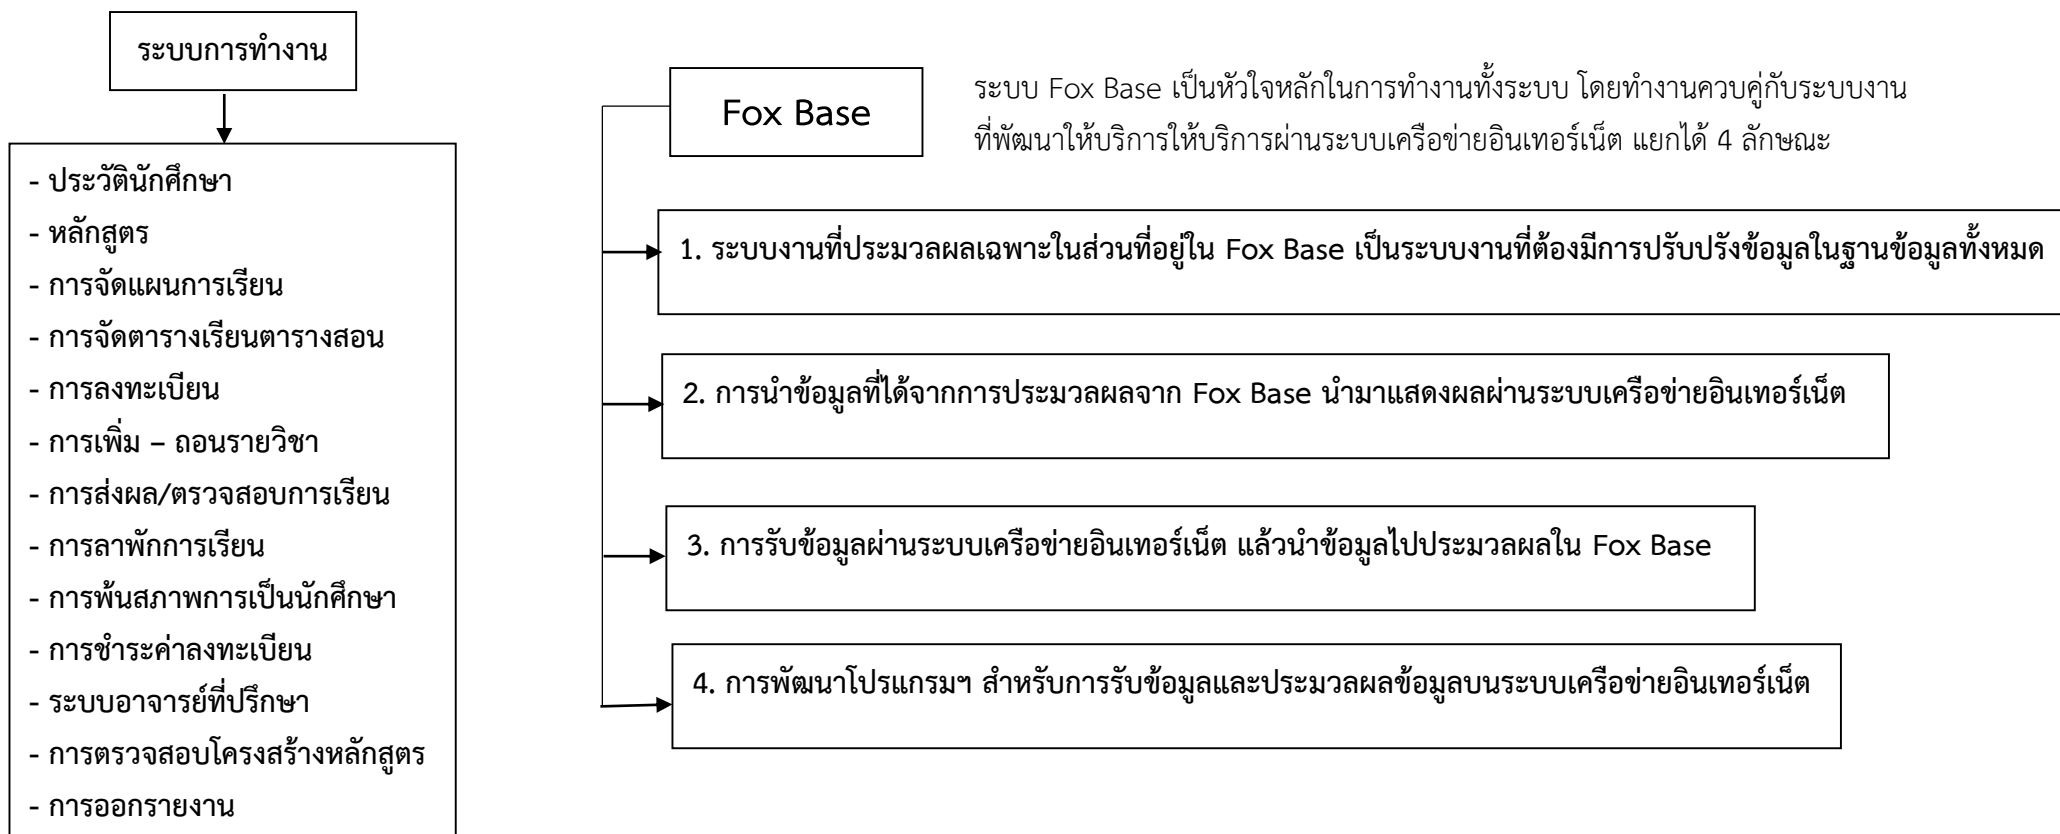 ระบบการทำงาน
- ประวัตินักศึกษา
- หลักสูตร
- การจัดแผนการเรียน
- การจัดตารางเรียนตารางสอน
- การลงทะเบียน
- การเพิ่ม – ถอนรายวิชา
- การส่งผล/ตรวจสอบการเรียน
- การลาพักการเรียน
- การพ้นสภาพการเป็นนักศึกษา
- การชำระค่าลงทะเบียน
- ระบบอาจารย์ที่ปรึกษา
- การตรวจสอบโครงสร้างหลักสูตร
- การออกรายงาน
Fox Base
ระบบ Fox Base เป็นหัวใจหลักในการทำงานทั้งระบบ โดยทำงานควบคู่กับระบบงาน
ที่พัฒนาให้บริการให้บริการผ่านระบบเครือข่ายอินเทอร์เน็ต แยกได้ 4 ลักษณะ
1. ระบบงานที่ประมวลผลเฉพาะในส่วนที่อยู่ใน Fox Base เป็นระบบงานที่ต้องมีการปรับปรังข้อมูลในฐานข้อมูลทั้งหมด
2. การนำข้อมูลที่ได้จากการประมวลผลจาก Fox Base นำมาแสดงผลผ่านระบบเครือข่ายอินเทอร์เน็ต
3. การรับข้อมูลผ่านระบบเครือข่ายอินเทอร์เน็ต แล้วนำข้อมูลไปประมวลผลใน Fox Base
4. การพัฒนาโปรแกรมฯ สำหรับการรับข้อมูลและประมวลผลข้อมูลบนระบบเครือข่ายอินเทอร์เน็ต